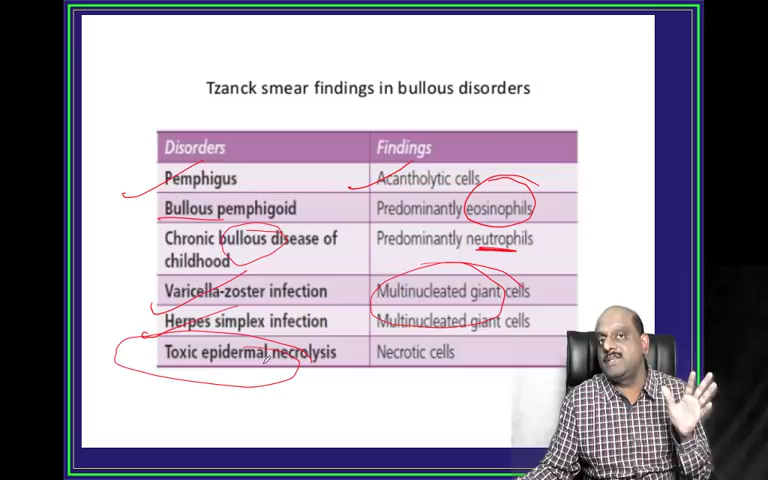 Tzanck smear findings in bullous disorders
Disorders Findings
Pemphigus Acantholytic cells
Bullous pemphigoid Predominantly eosinophils
Chronic bullous disease of Predominantly neutrophils
childhood
Varicella-zoster infection Multinucleated giant cells
Herpes simplex infection Multinucleated giant cells
Toxic epidermal necrolysis Necrotic cells